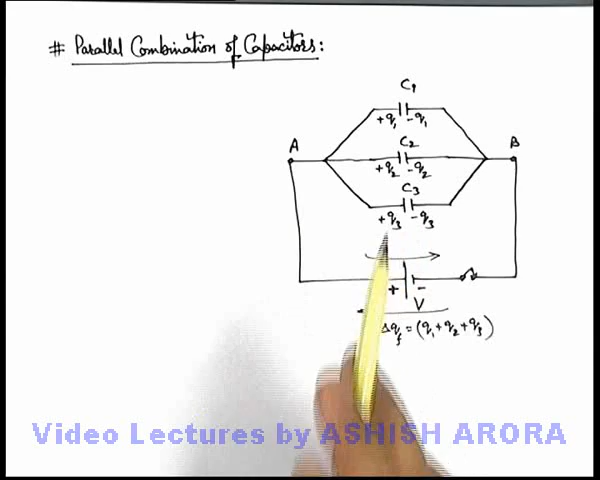 # Parallel Combination of Capacitors:
C1
+q1 -q1
A
B
C2
+q2 -q2
C3
+q3 -q3
+ -
V
Δqf = (q1+q2+q3)
Video Lectures by ASHISH ARORA